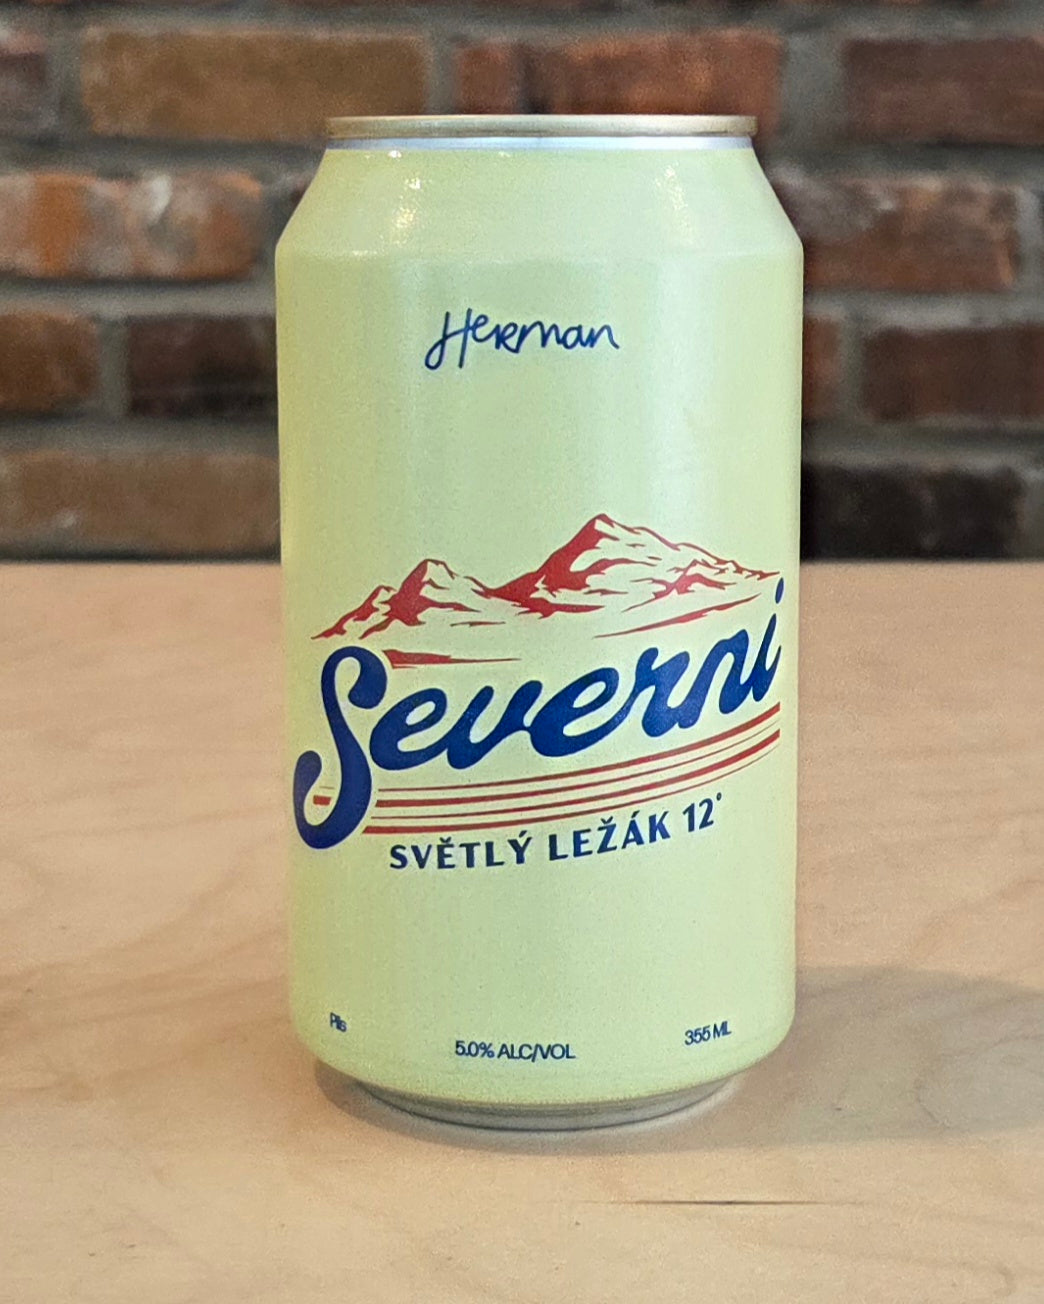 Herman
Severni
SVĚTLÝ LEŽÁK 12°
Pils
5.0% ALC/VOL
355 ML